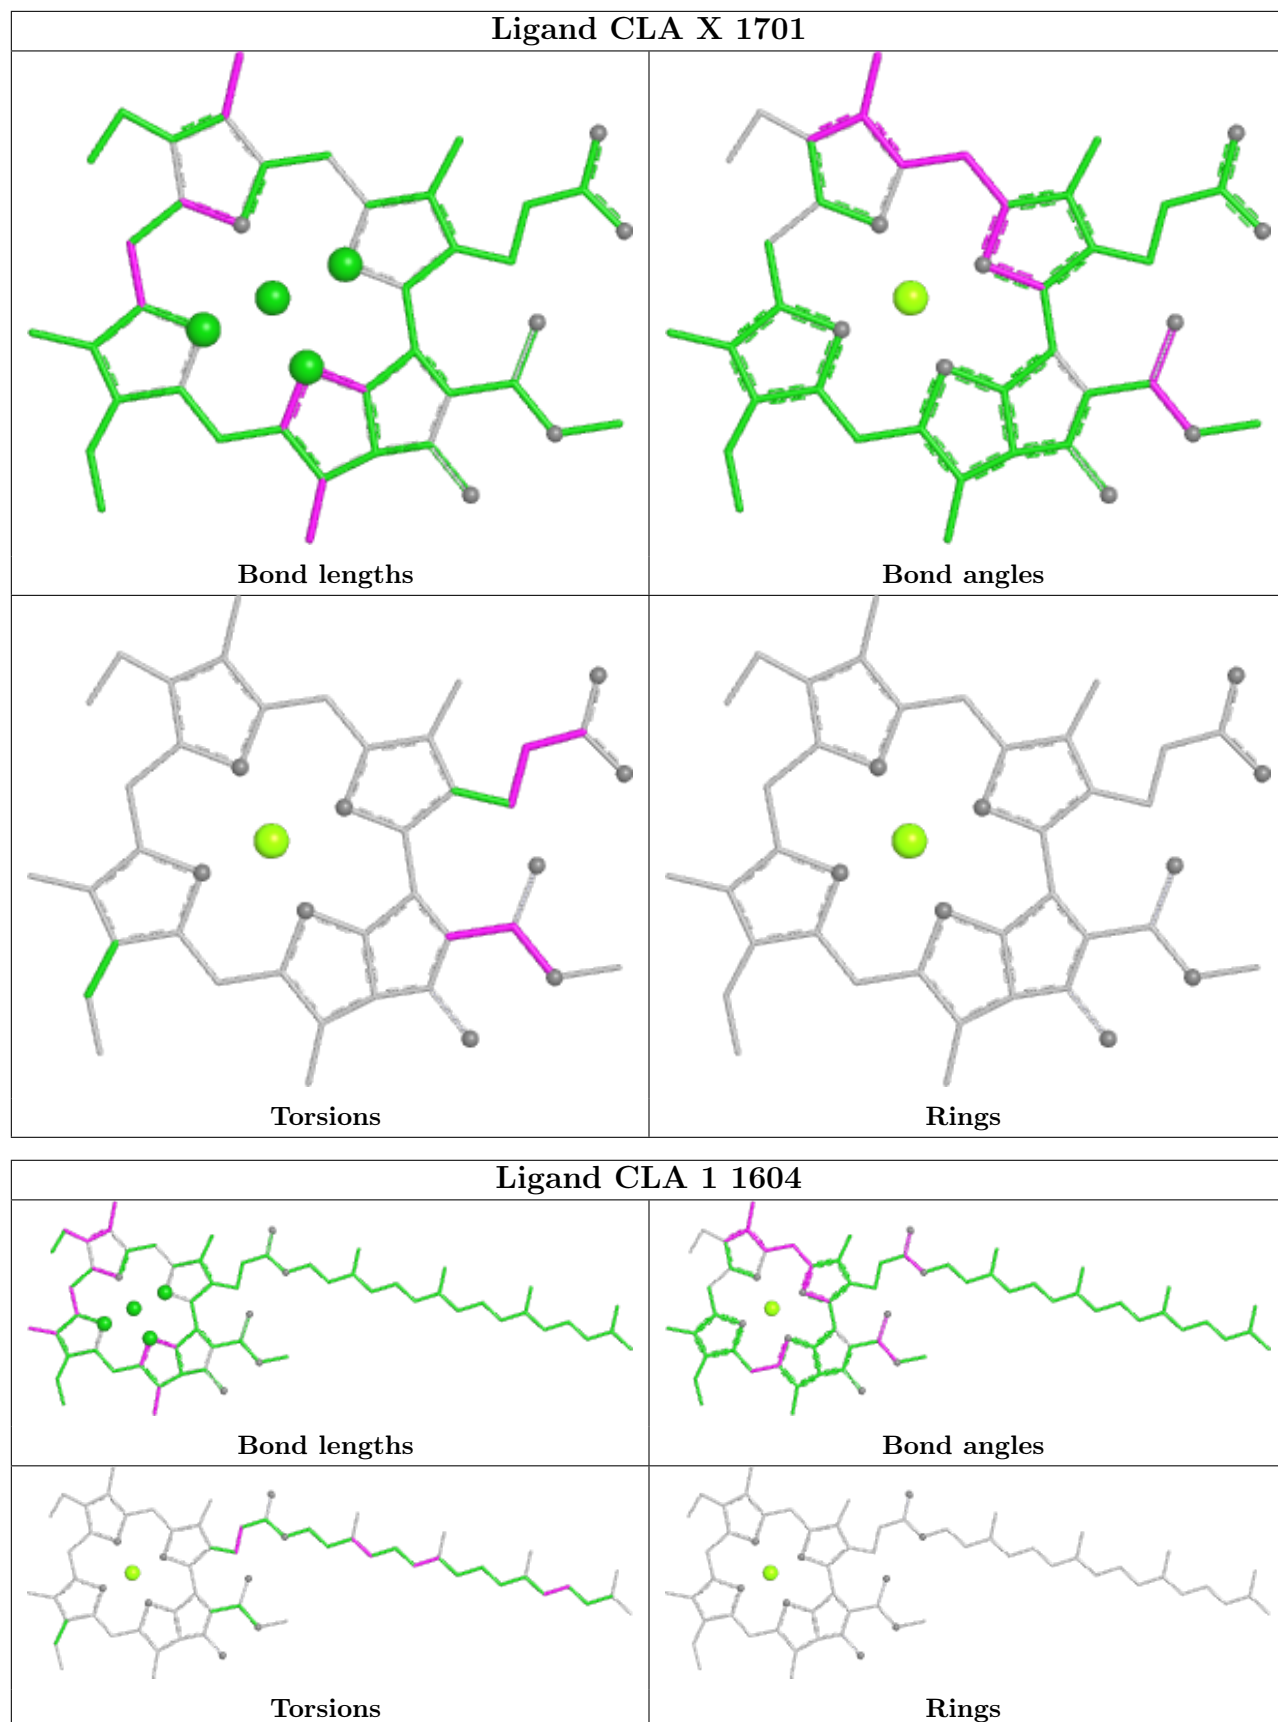 Ligand CLA X 1701
Bond lengths
Bond angles
Torsions
Rings
Ligand CLA 1 1604
Bond lengths
Bond angles
Torsions
Rings